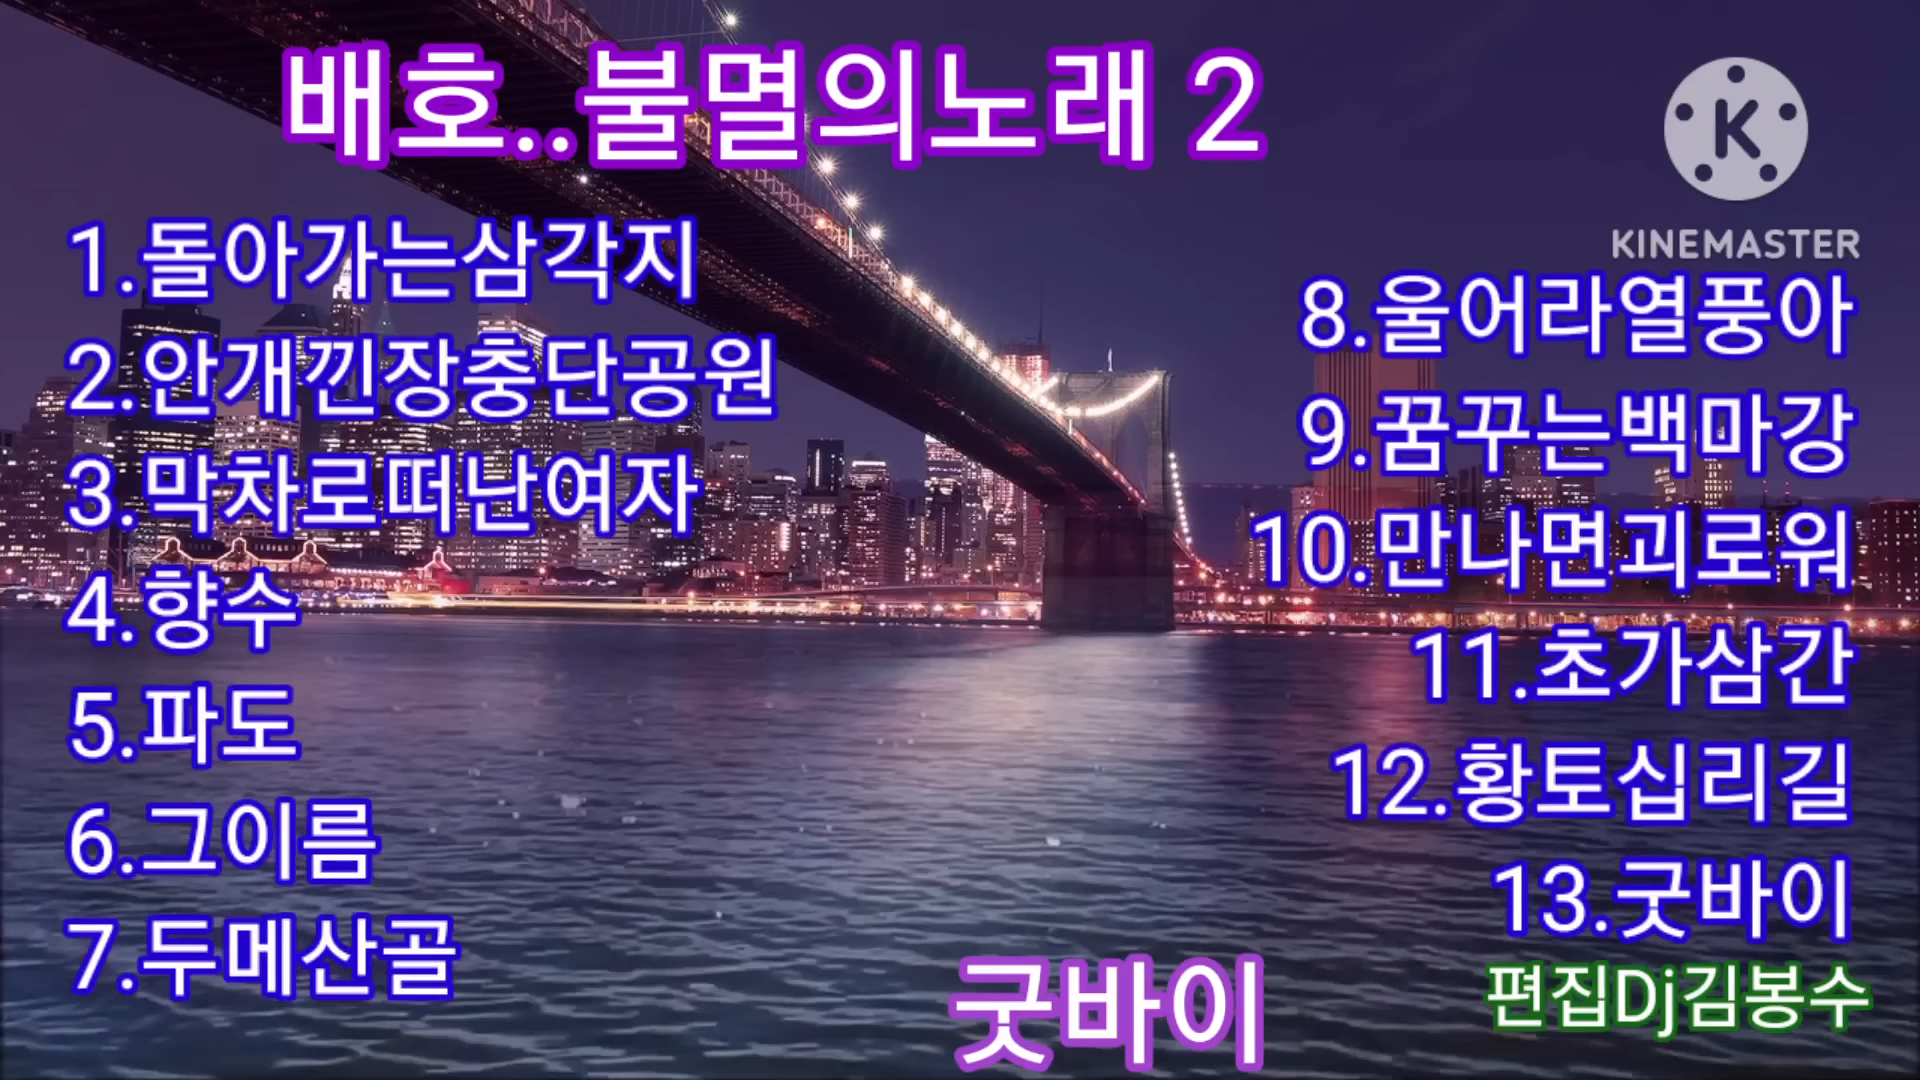 배호..불멸의노래 2
KINEMASTER
1.돌아가는삼각지
2.안개낀장충단공원
3.막차로떠난여자
4.향수
5.파도
6.그이름
7.두메산골
8.울어라열풍아
9.꿈꾸는백마강
10.만나면괴로워
11.초가삼간
12.황토십리길
13.굿바이
편집Dj김봉수
굿바이